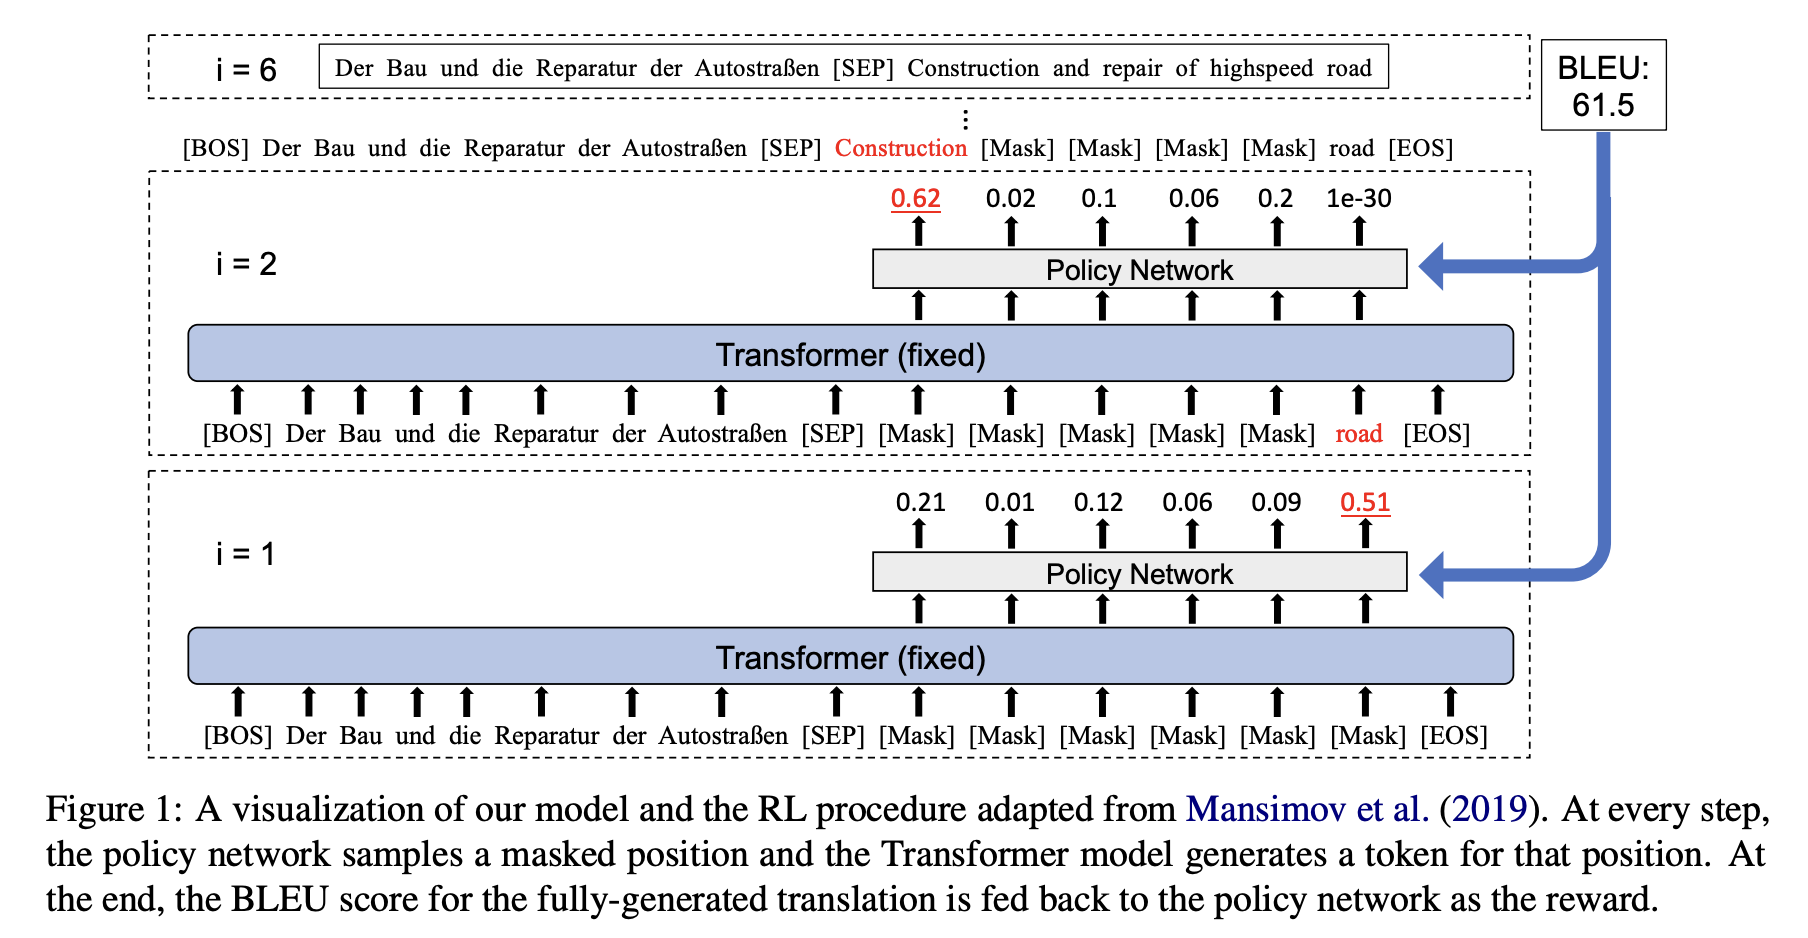 i = 6
Der Bau und die Reparatur der Autostraßen [SEP] Construction and repair of highspeed road
BLEU:
61.5
⋮
[BOS] Der Bau und die Reparatur der Autostraßen [SEP] Construction [Mask] [Mask] [Mask] [Mask] road [EOS]
0.62 0.02 0.1 0.06 0.2 1e-30
i = 2
Policy Network
Transformer (fixed)
[BOS] Der Bau und die Reparatur der Autostraßen [SEP] [Mask] [Mask] [Mask] [Mask] [Mask] road [EOS]
0.21 0.01 0.12 0.06 0.09 0.51
i = 1
Policy Network
Transformer (fixed)
[BOS] Der Bau und die Reparatur der Autostraßen [SEP] [Mask] [Mask] [Mask] [Mask] [Mask] [Mask] [EOS]
Figure 1: A visualization of our model and the RL procedure adapted from Mansimov et al. (2019). At every step,
the policy network samples a masked position and the Transformer model generates a token for that position. At
the end, the BLEU score for the fully-generated translation is fed back to the policy network as the reward.